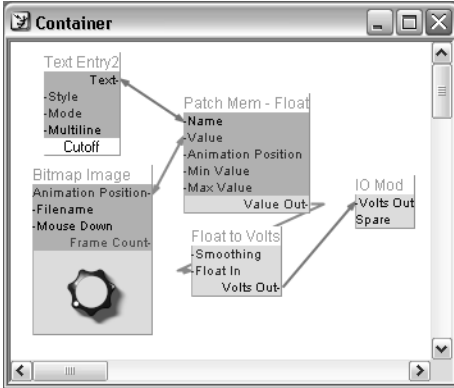 Container
Text Entry2
Text-
-Style
-Mode
-Multiline
Cutoff
Bitmap Image
Animation Position-
-Filename
-Mouse Down
Frame Count-
Patch Mem - Float
-Name
-Value
-Animation Position
-Min Value
-Max Value
Value Out-
Float to Volts
-Smoothing
-Float In
Volts Out-
IO Mod
-Volts Out
Spare